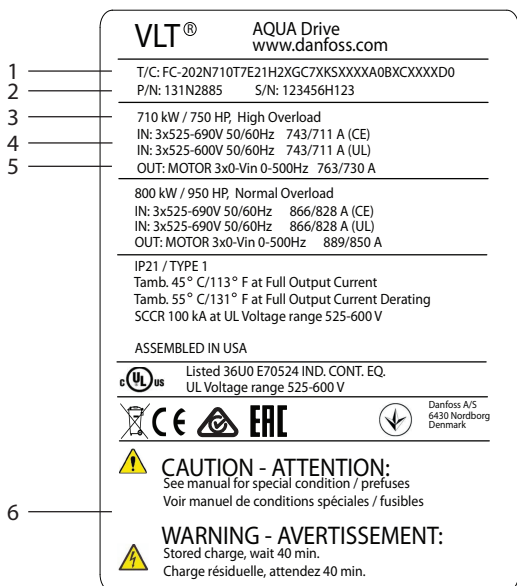 VLT® AQUA Drive
www.danfoss.com
1 T/C: FC-202N710T7E21H2XGC7XKSXXXXA0BXCXXXXD0
2 P/N: 131N2885 S/N: 123456H123
3 710 kW / 750 HP, High Overload
4 IN: 3x525-690V 50/60Hz 743/711 A (CE)
IN: 3x525-600V 50/60Hz 743/711 A (UL)
5 OUT: MOTOR 3x0-Vin 0-500Hz 763/730 A
800 kW / 950 HP, Normal Overload
IN: 3x525-690V 50/60Hz 866/828 A (CE)
IN: 3x525-690V 50/60Hz 866/828 A (UL)
OUT: MOTOR 3x0-Vin 0-500Hz 889/850 A
IP21 / TYPE 1
Tamb. 45° C/113° F at Full Output Current
Tamb. 55° C/131° F at Full Output Current Derating
SCCR 100 kA at UL Voltage range 525-600 V
ASSEMBLED IN USA
c UL us Listed 36U0 E70524 IND. CONT. EQ.
UL Voltage range 525-600 V
CE EAC Danfoss A/S
6430 Nordborg
Denmark
CAUTION - ATTENTION:
See manual for special condition / prefuses
Voir manuel de conditions spéciales / fusibles
6
WARNING - AVERTISSEMENT:
Stored charge, wait 40 min.
Charge résiduelle, attendez 40 min.